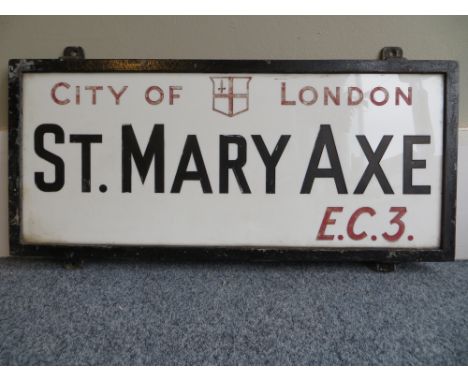 CITY OF LONDON
ST. MARY AXE
E.C.3.